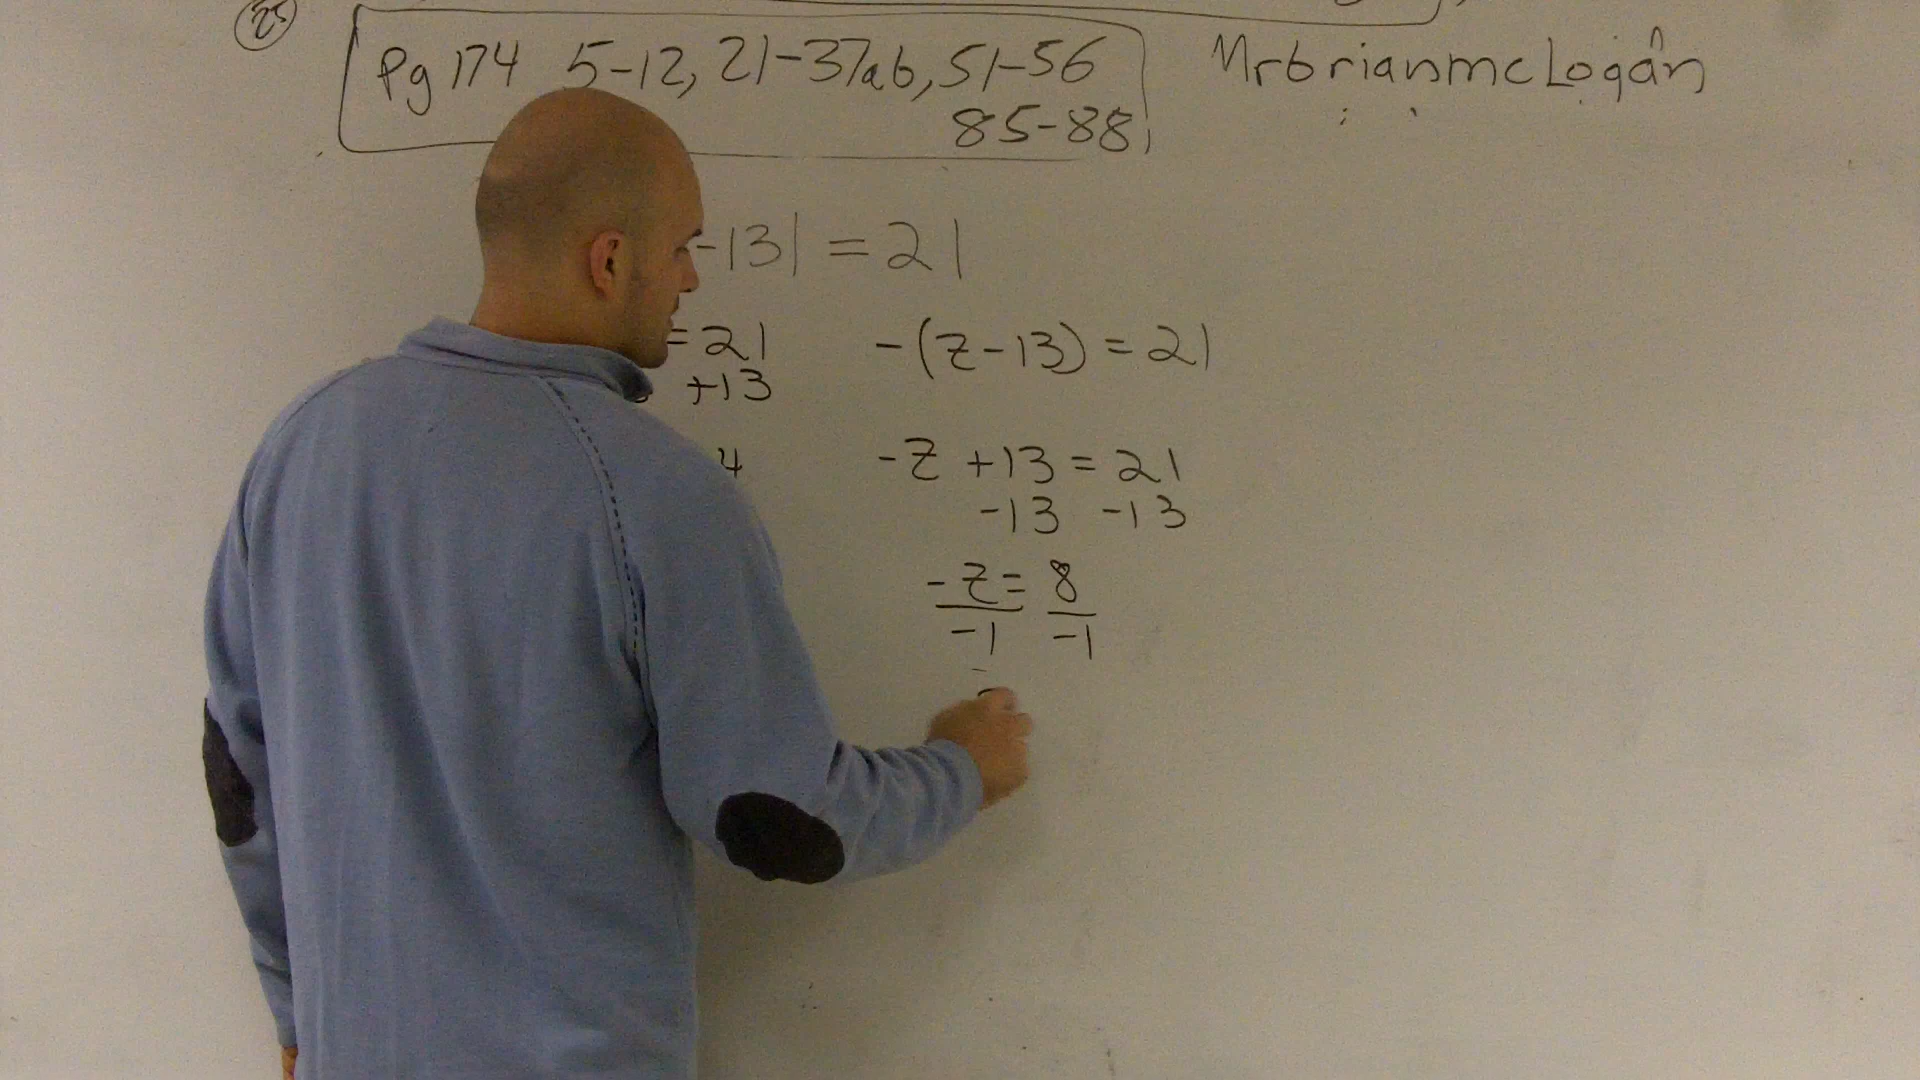 25
Pg 174 5-12, 21-37ab, 51-56
85-88
MrbrianmcLogan
-13| = 21
= 21
+13
4
-(z-13) = 21
-z +13 = 21
-13 -13
-z = 8
-1 -1